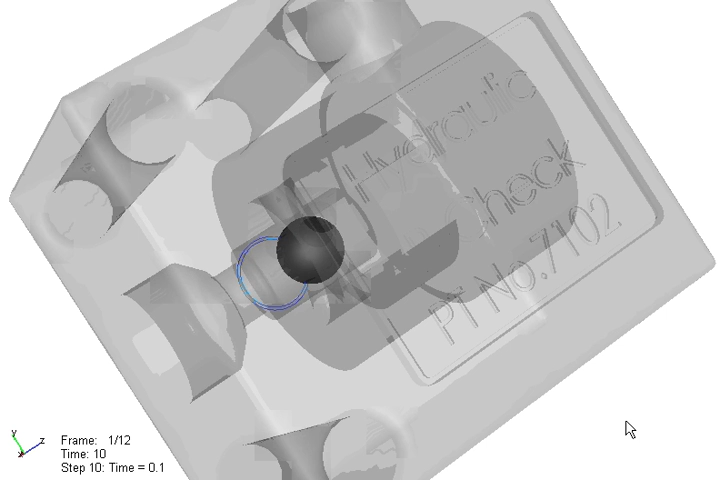 Hydraulic
Check
PT No.7102
y
z
x
Frame: 1/12
Time: 10
Step 10: Time = 0.1